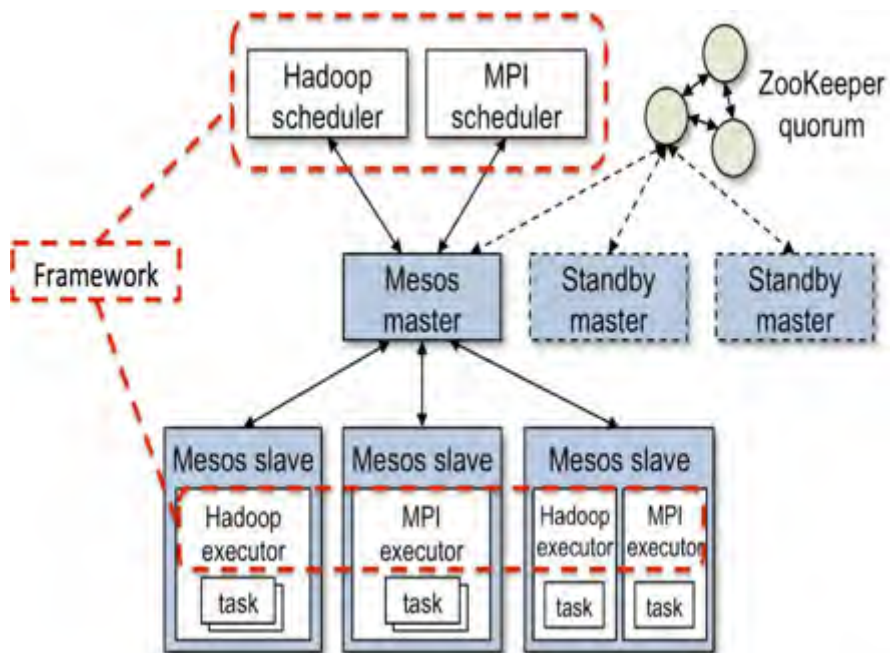 Hadoop
scheduler
MPI
scheduler
ZooKeeper
quorum
Framework
Mesos
master
Standby
master
Standby
master
Mesos slave
Mesos slave
Mesos slave
Hadoop
executor
MPI
executor
Hadoop
executor
MPI
executor
task
task
task
task